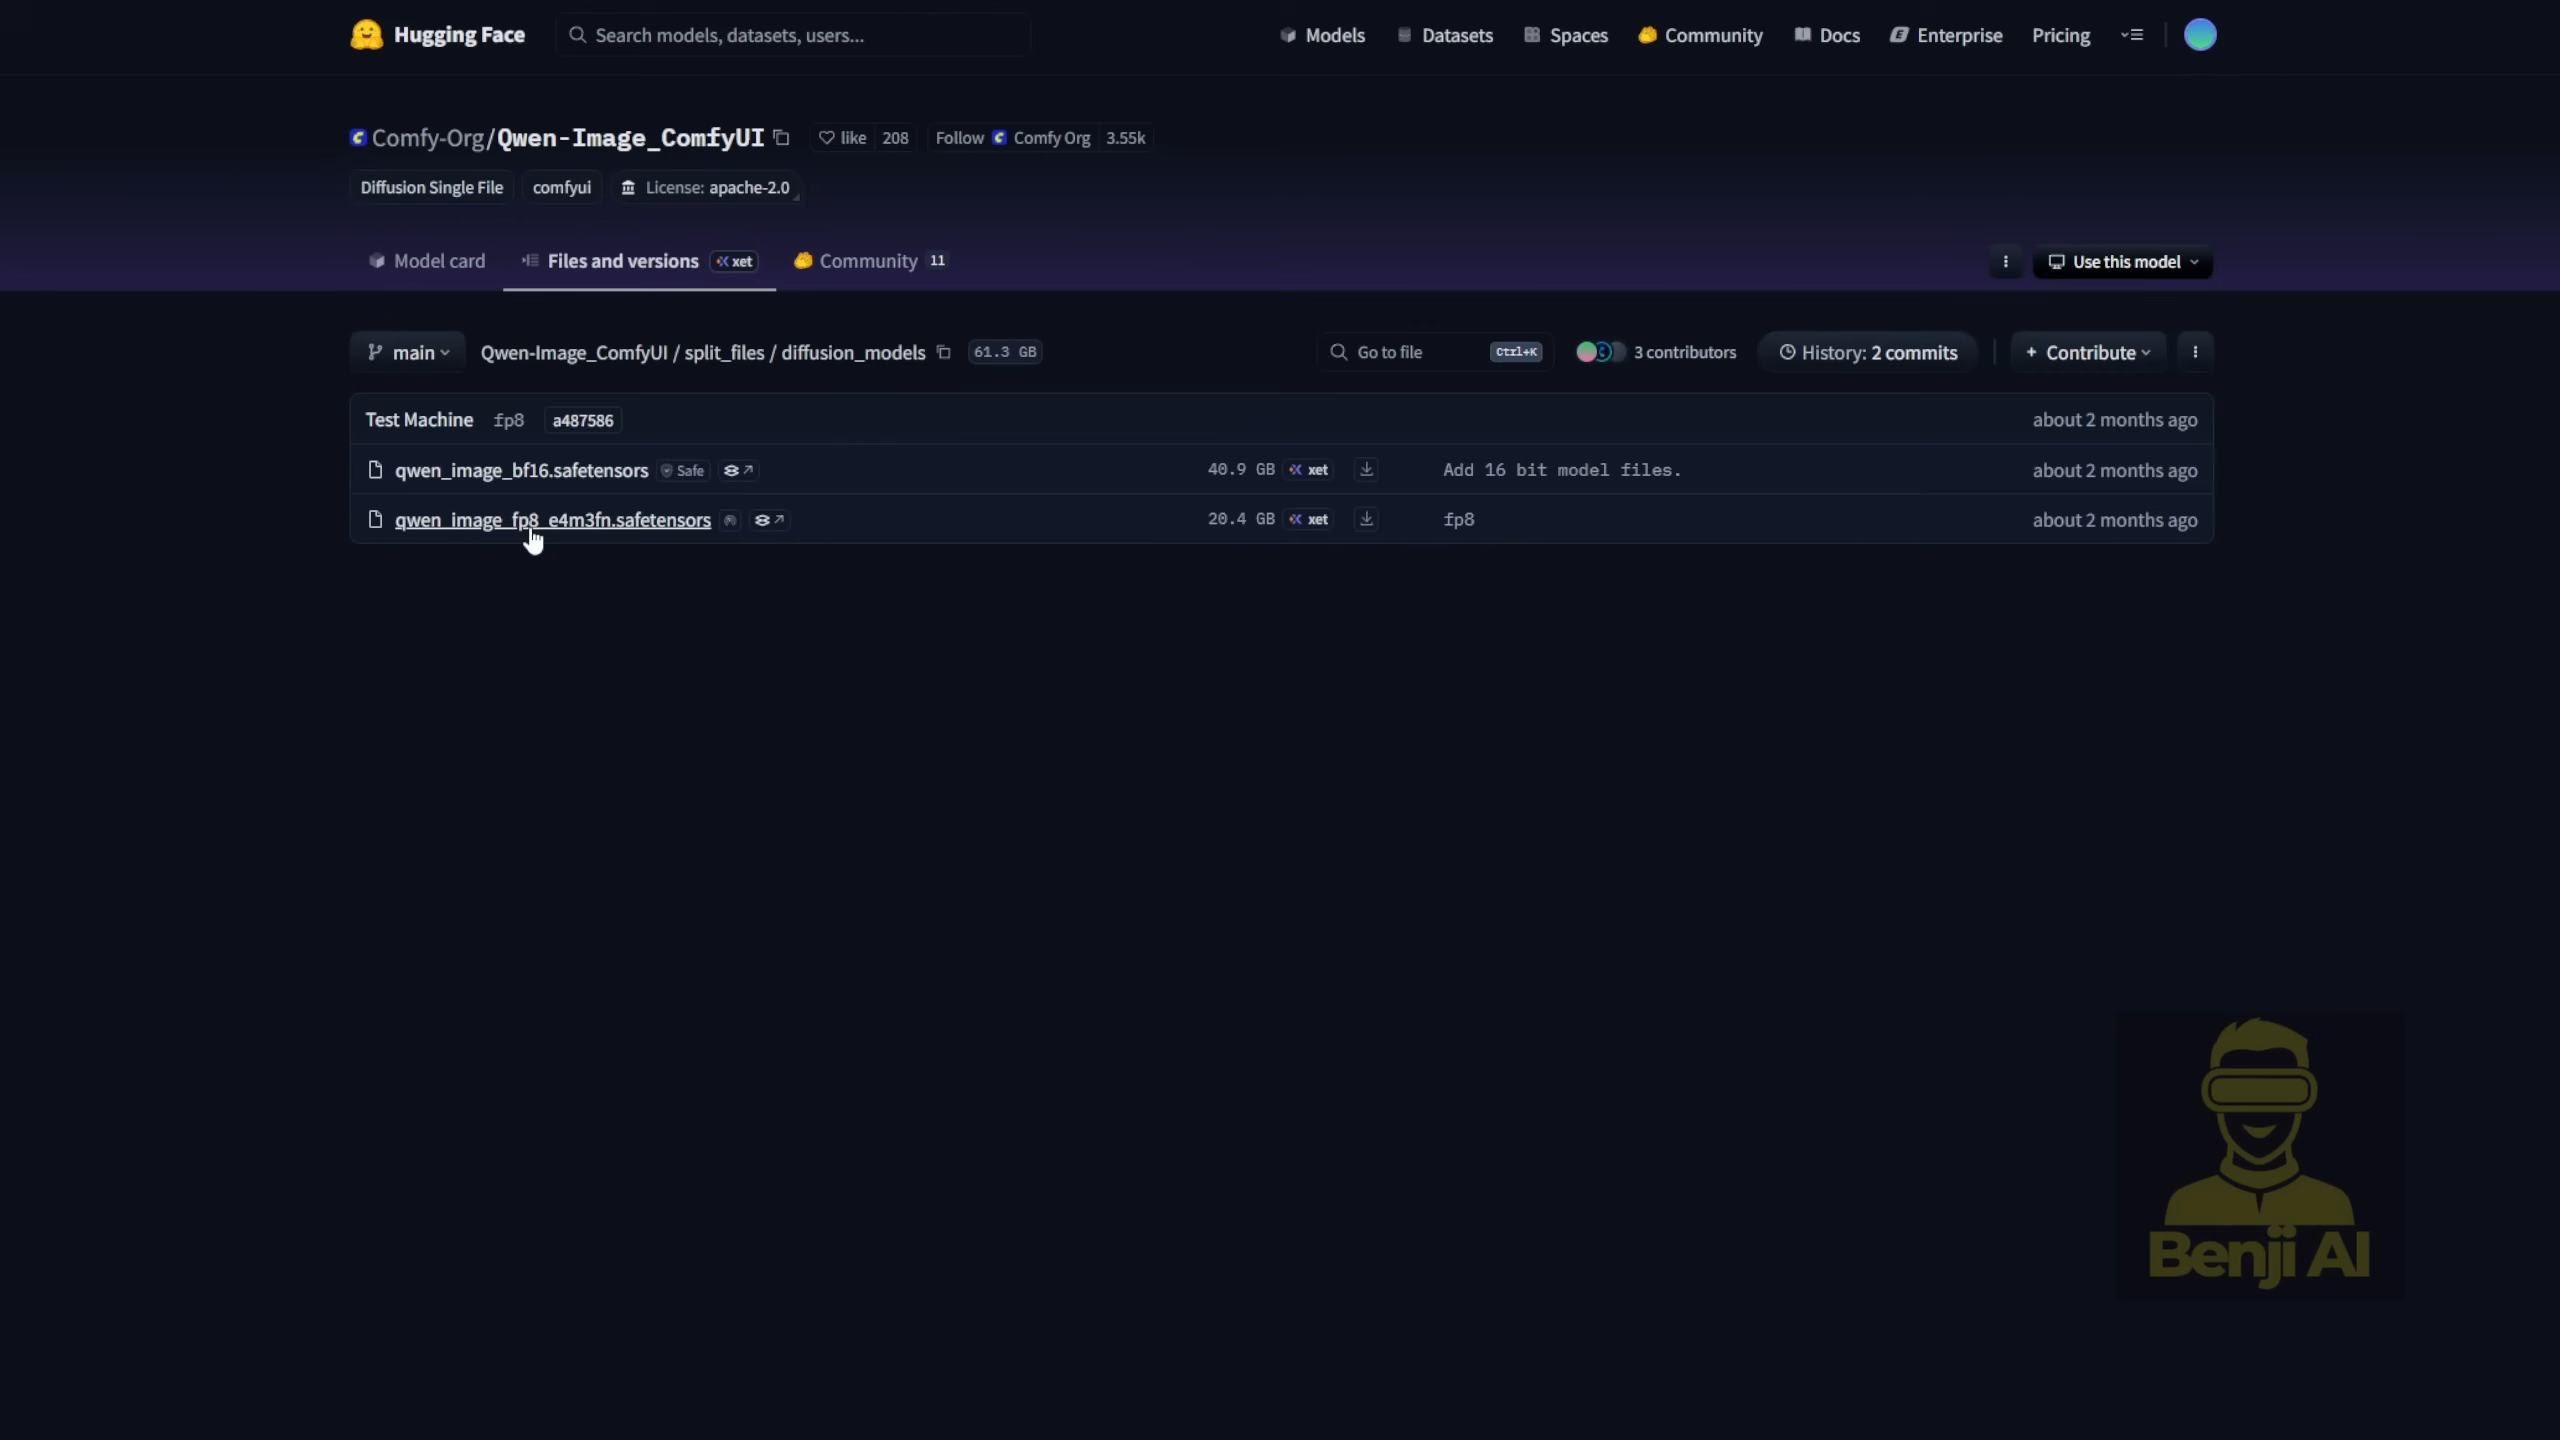 Hugging Face Search models, datasets, users... Models Datasets Spaces Community Docs Enterprise Pricing
Comfy-Org/Qwen-Image_ComfyUI like 208 Follow Comfy Org 3.55k
Diffusion Single File comfyui License: apache-2.0
Model card Files and versions xet Community 11 Use this model
main Qwen-Image_ComfyUI / split_files / diffusion_models 61.3 GB Go to file Ctrl+K 3 contributors History: 2 commits + Contribute
Test Machine fp8 a487586 about 2 months ago
qwen_image_bf16.safetensors Safe 40.9 GB xet Add 16 bit model files. about 2 months ago
qwen_image_fp8_e4m3fn.safetensors 20.4 GB xet fp8 about 2 months ago
Benji AI